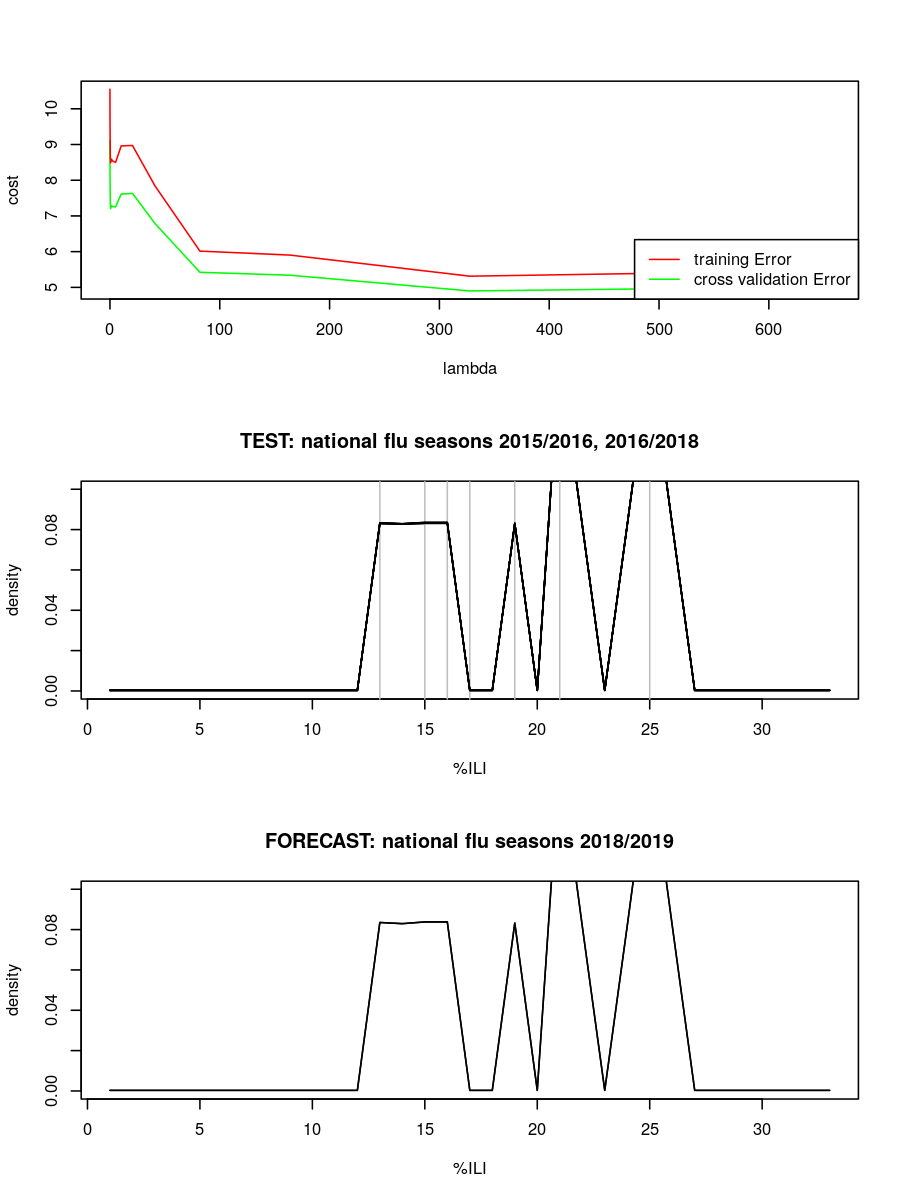 cost
10
9
8
7
6
5
training Error
cross validation Error
0 100 200 300 400 500 600
lambda
TEST: national flu seasons 2015/2016, 2016/2018
density
0.08
0.04
0.00
0 5 10 15 20 25 30
%ILI
FORECAST: national flu seasons 2018/2019
density
0.08
0.04
0.00
0 5 10 15 20 25 30
%ILI